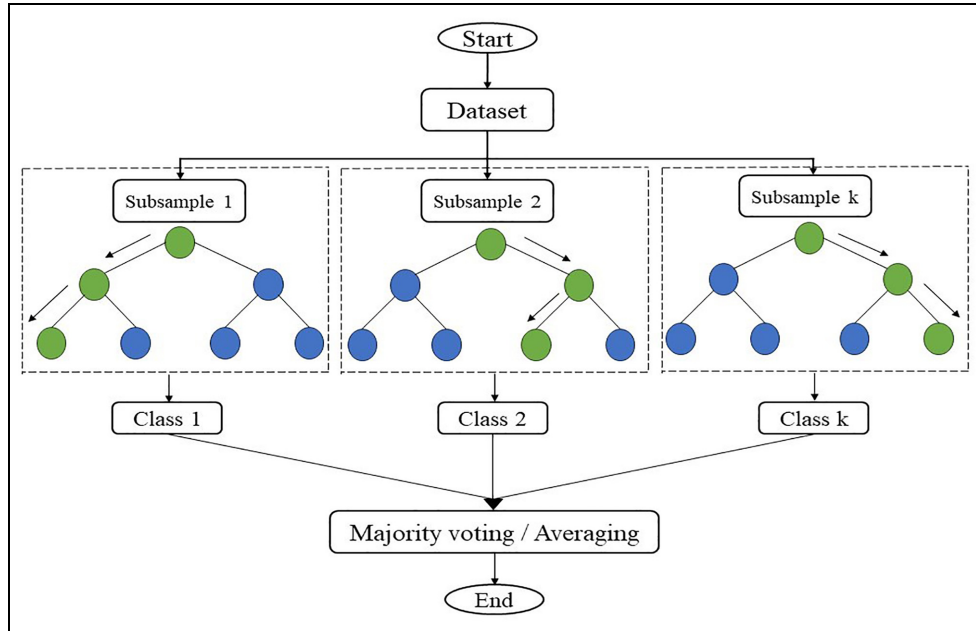 Start
Dataset
Subsample 1
Subsample 2
Subsample k
Class 1
Class 2
Class k
Majority voting / Averaging
End